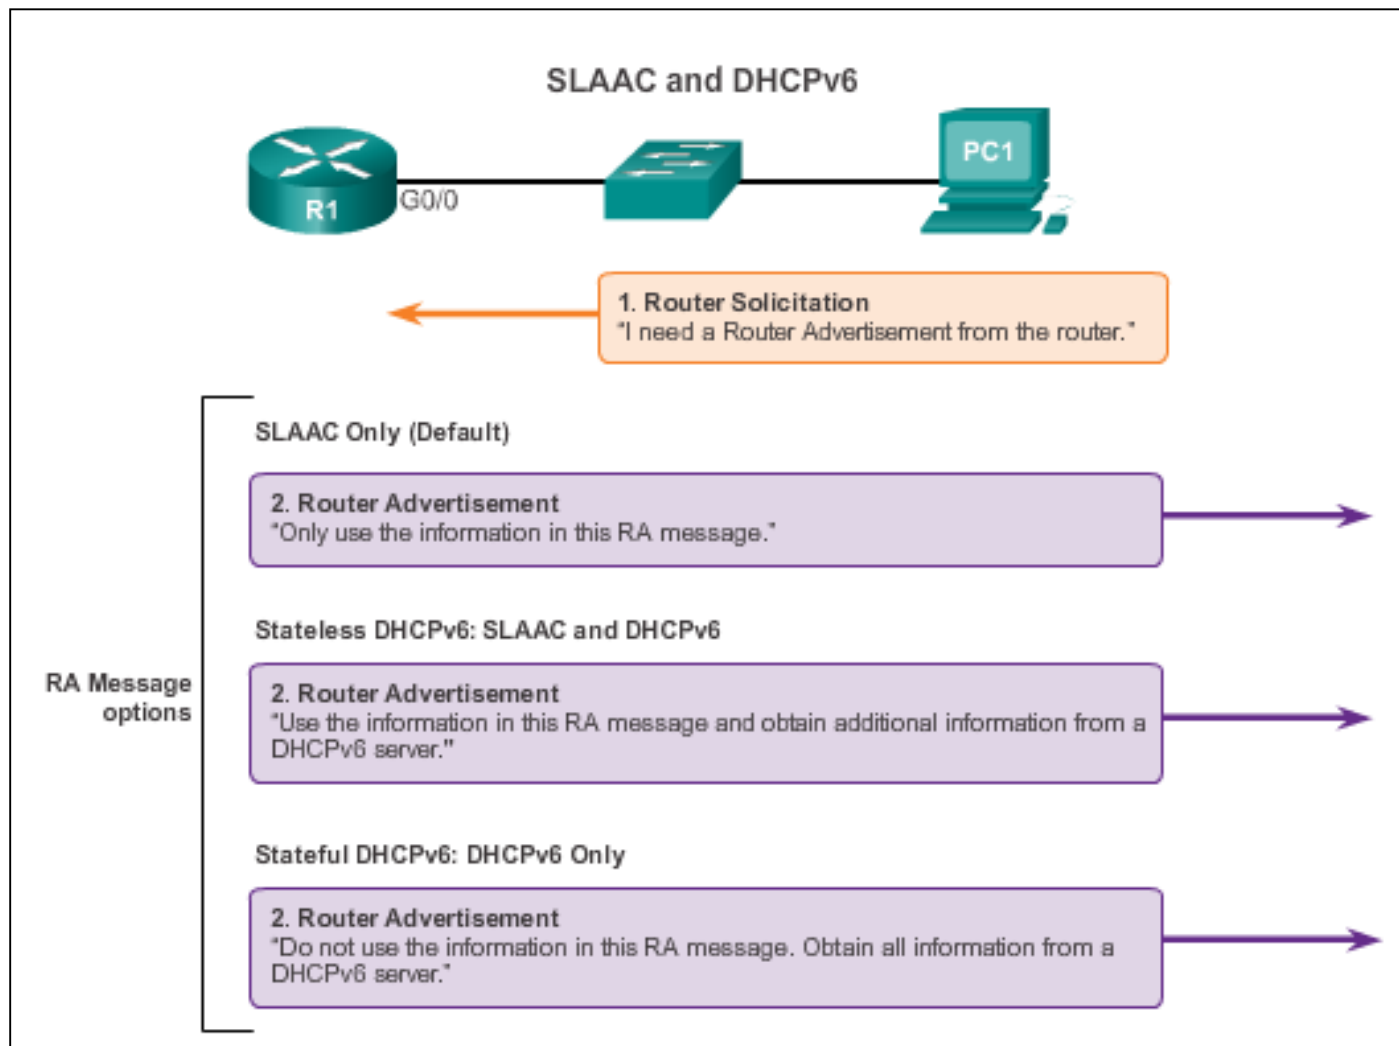 SLAAC and DHCPv6
R1
G0/0
PC1
1. Router Solicitation
"I need a Router Advertisement from the router."
SLAAC Only (Default)
2. Router Advertisement
"Only use the information in this RA message."
Stateless DHCPv6: SLAAC and DHCPv6
RA Message
options
2. Router Advertisement
"Use the information in this RA message and obtain additional information from a
DHCPv6 server."
Stateful DHCPv6: DHCPv6 Only
2. Router Advertisement
"Do not use the information in this RA message. Obtain all information from a
DHCPv6 server."